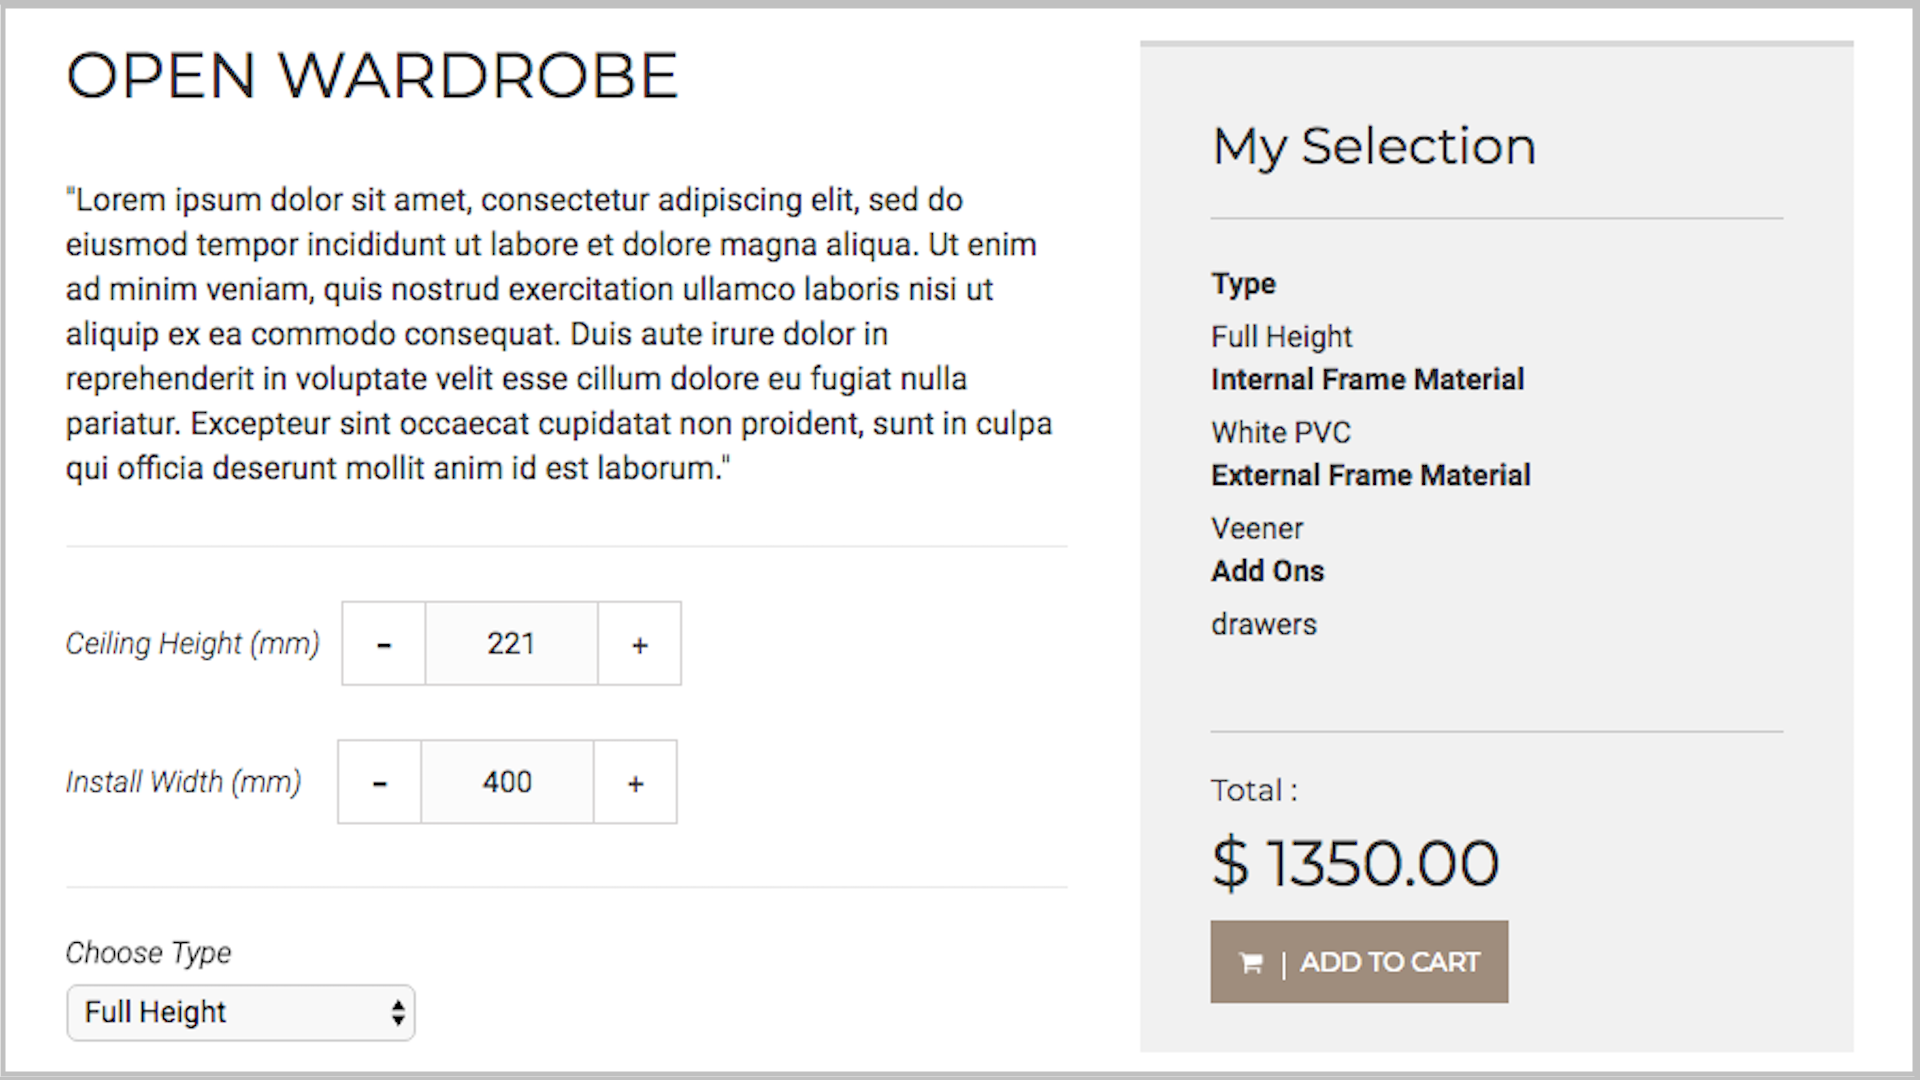 OPEN WARDROBE
"Lorem ipsum dolor sit amet, consectetur adipiscing elit, sed do
eiusmod tempor incididunt ut labore et dolore magna aliqua. Ut enim
ad minim veniam, quis nostrud exercitation ullamco laboris nisi ut
aliquip ex ea commodo consequat. Duis aute irure dolor in
reprehenderit in voluptate velit esse cillum dolore eu fugiat nulla
pariatur. Excepteur sint occaecat cupidatat non proident, sunt in culpa
qui officia deserunt mollit anim id est laborum."
Ceiling Height (mm) - 221 +
Install Width (mm) - 400 +
Choose Type
Full Height
My Selection
Type
Full Height
Internal Frame Material
White PVC
External Frame Material
Veener
Add Ons
drawers
Total :
$ 1350.00
| ADD TO CART